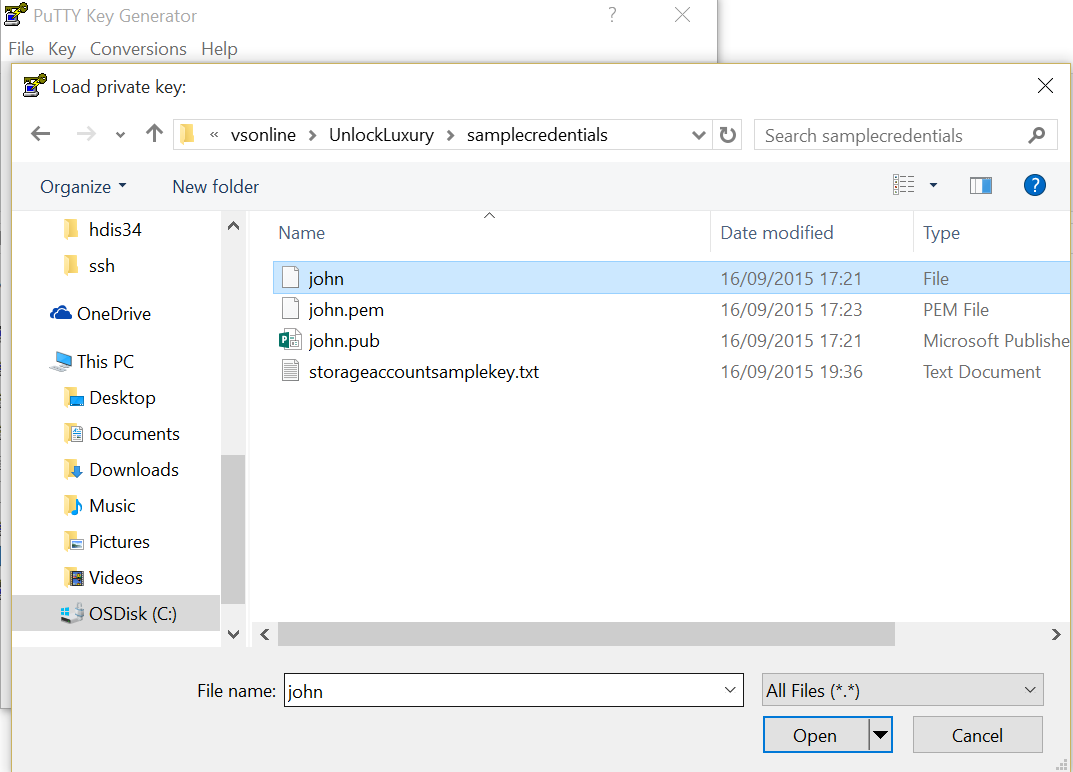 PuTTY Key Generator ?
File Key Conversions Help
Load private key:
« vsonline > UnlockLuxury > samplecredentials Search samplecredentials
Organize New folder ?
hdis34
ssh
OneDrive
This PC
Desktop
Documents
Downloads
Music
Pictures
Videos
OSDisk (C:)
Name Date modified Type
john 16/09/2015 17:21 File
john.pem 16/09/2015 17:23 PEM File
john.pub 16/09/2015 17:21 Microsoft Publishe
storageaccountsamplekey.txt 16/09/2015 19:36 Text Document
File name: john All Files (*.*)
Open Cancel